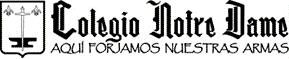 Colegio Notre Dame
AQUÍ FORJAMOS NUESTRAS ARMAS